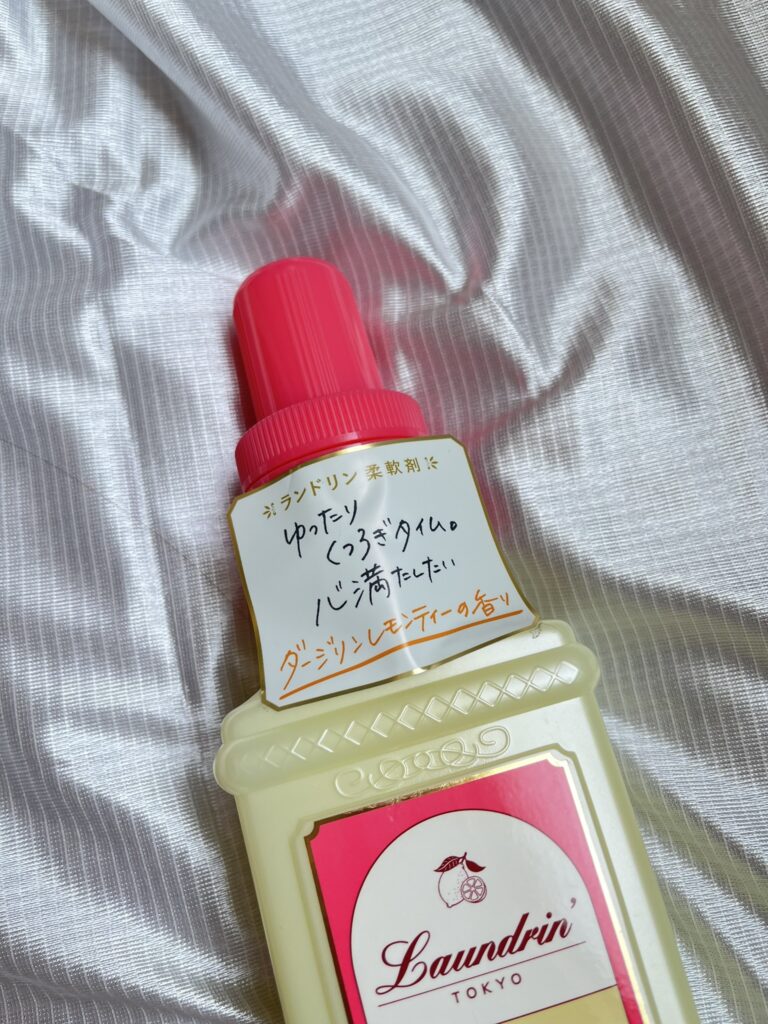 ランドリン 柔軟剤
ゆったり
くつろぎタイム。
心満たしたい
ダージリンレモンティーの香り
Laundrin'
TOKYO